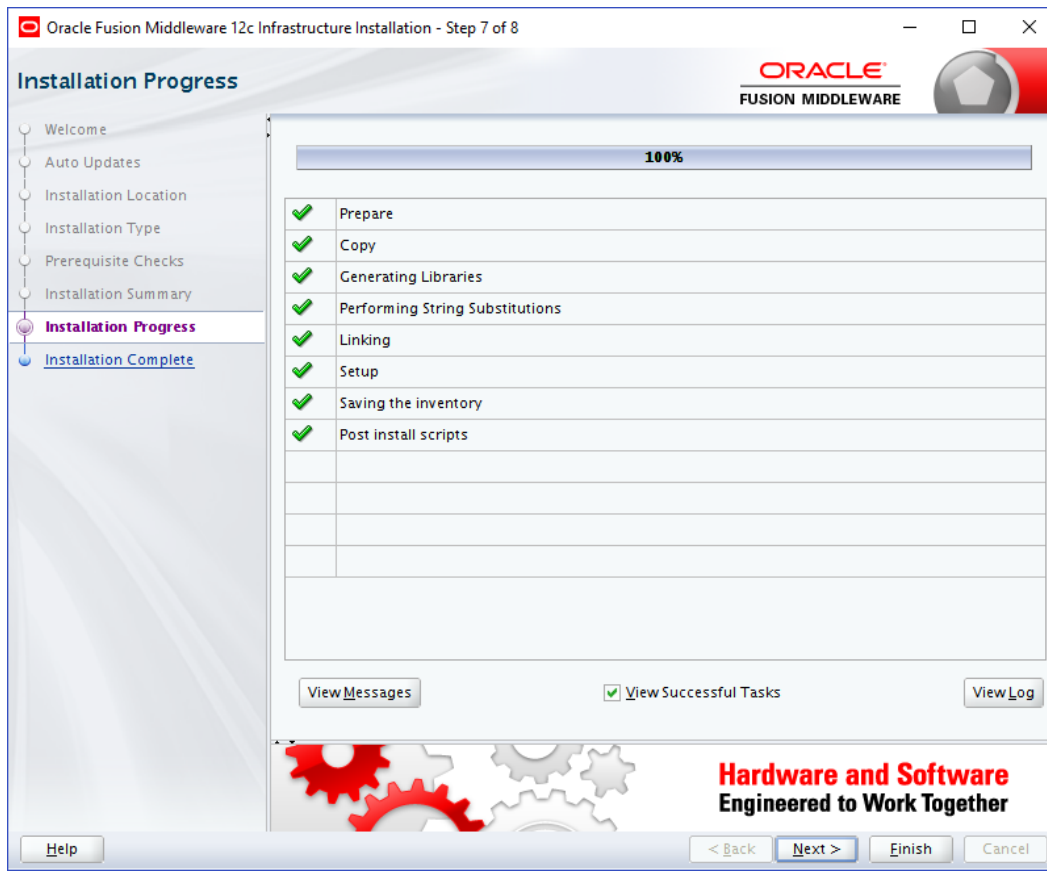 Oracle Fusion Middleware 12c Infrastructure Installation - Step 7 of 8
Installation Progress
ORACLE®
FUSION MIDDLEWARE
Welcome
Auto Updates
Installation Location
Installation Type
Prerequisite Checks
Installation Summary
Installation Progress
Installation Complete
100%
Prepare
Copy
Generating Libraries
Performing String Substitutions
Linking
Setup
Saving the inventory
Post install scripts
View Messages
View Successful Tasks
View Log
Hardware and Software
Engineered to Work Together
Help
< Back
Next >
Finish
Cancel